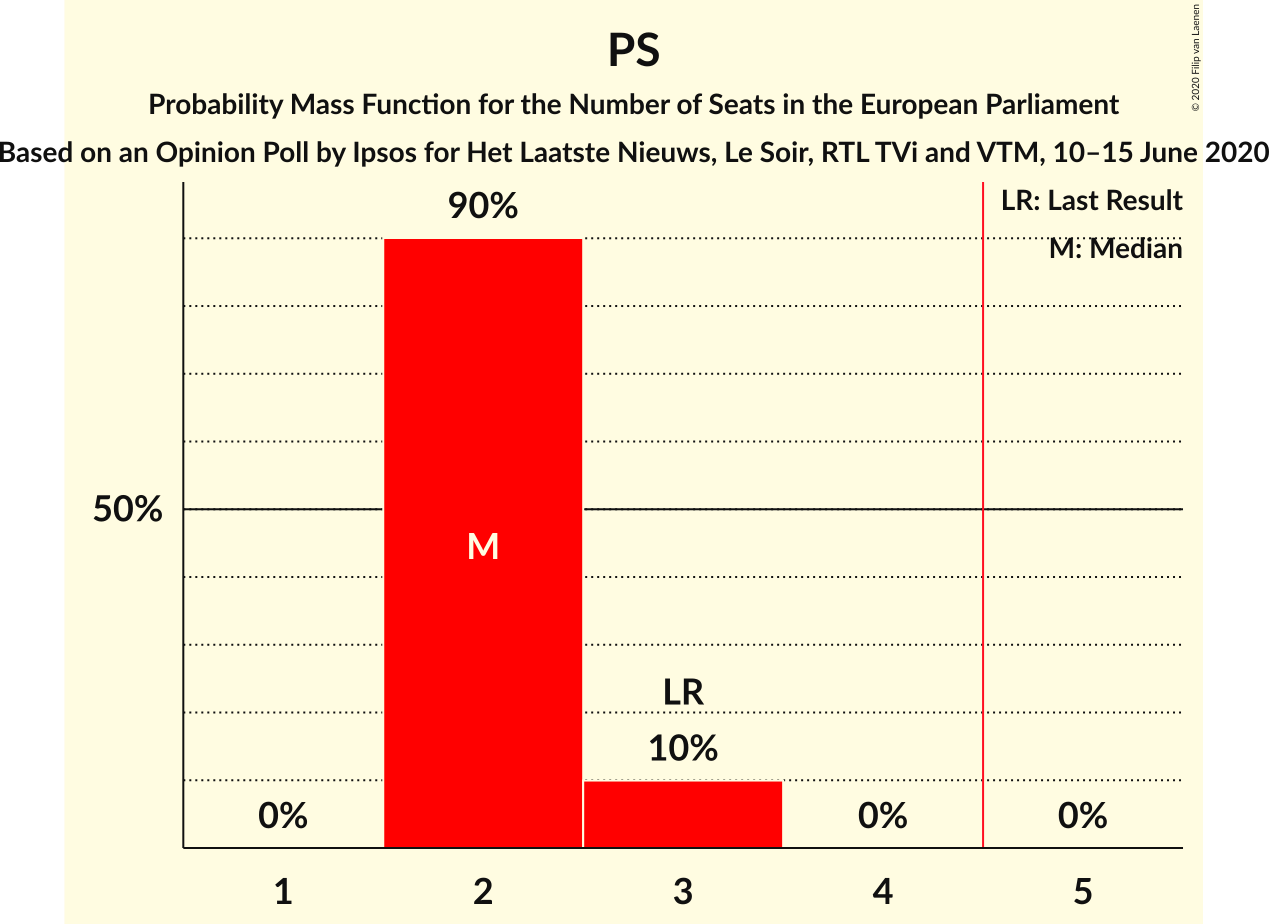 PS
Probability Mass Function for the Number of Seats in the European Parliament
Based on an Opinion Poll by Ipsos for Het Laatste Nieuws, Le Soir, RTL TVi and VTM, 10–15 June 2020
© 2020 Filip van Laenen
LR: Last Result
M: Median
90%
50%
M
LR
10%
0%
0%
0%
1
2
3
4
5